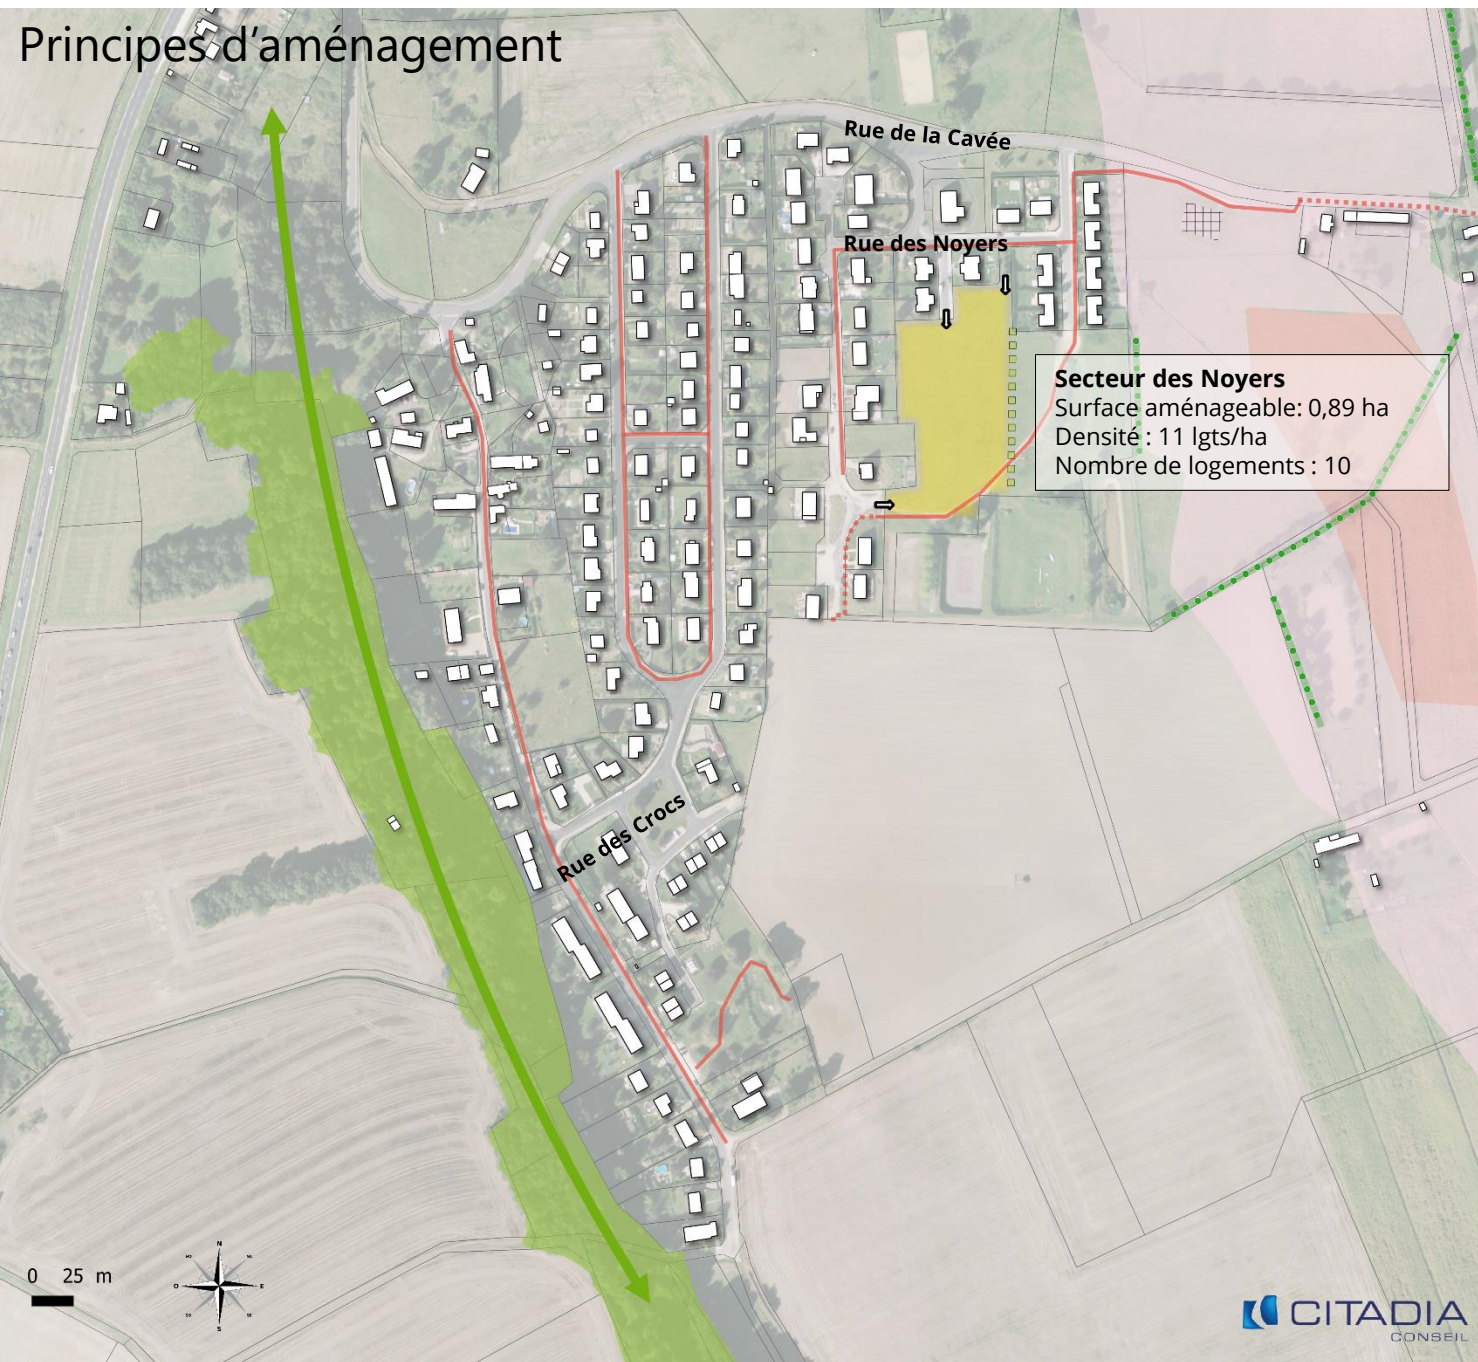 Principes d'aménagement
Rue de la Cavée
Rue des Noyers
Secteur des Noyers
Surface aménageable: 0,89 ha
Densité : 11 lgts/ha
Nombre de logements : 10
Rue des Crocs
0 25 m
N
O
E
S
CITADIA
CONSEIL